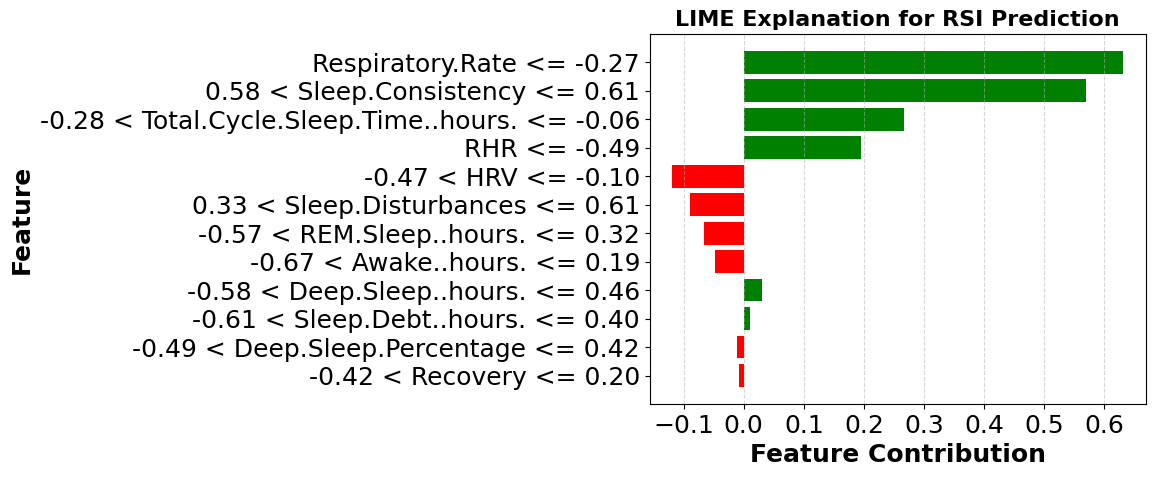 LIME Explanation for RSI Prediction
Respiratory.Rate <= -0.27
0.58 < Sleep.Consistency <= 0.61
-0.28 < Total.Cycle.Sleep.Time..hours. <= -0.06
RHR <= -0.49
-0.47 < HRV <= -0.10
0.33 < Sleep.Disturbances <= 0.61
-0.57 < REM.Sleep..hours. <= 0.32
-0.67 < Awake..hours. <= 0.19
-0.58 < Deep.Sleep..hours. <= 0.46
-0.61 < Sleep.Debt..hours. <= 0.40
-0.49 < Deep.Sleep.Percentage <= 0.42
-0.42 < Recovery <= 0.20
Feature
−0.1 0.0 0.1 0.2 0.3 0.4 0.5 0.6
Feature Contribution